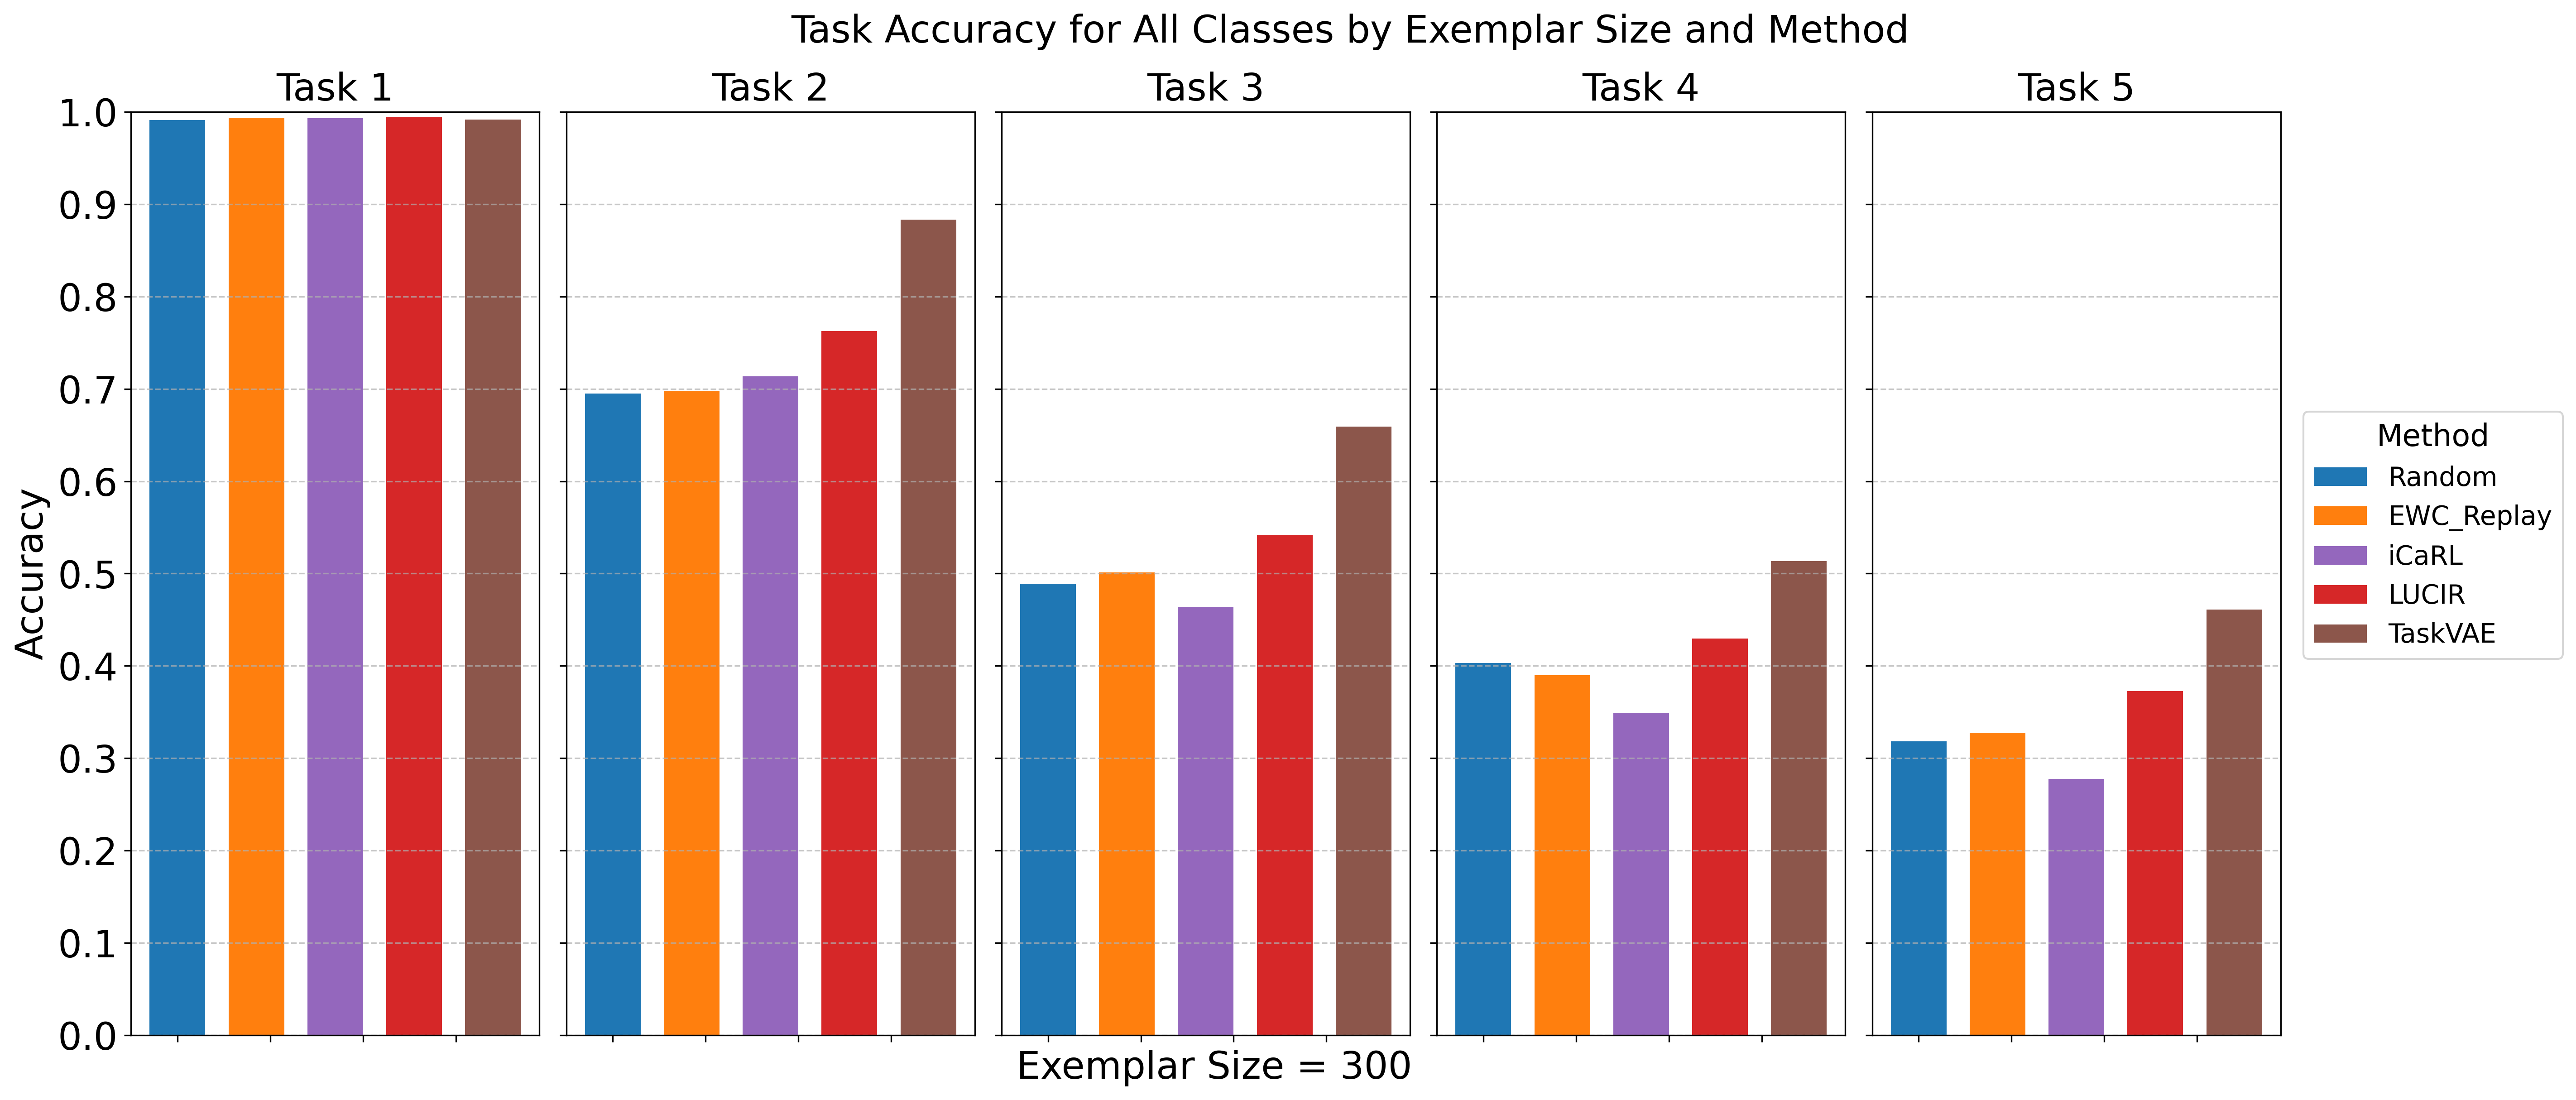 Task Accuracy for All Classes by Exemplar Size and Method
Task 1
Task 2
Task 3
Task 4
Task 5
Accuracy
1.0
0.9
0.8
0.7
0.6
0.5
0.4
0.3
0.2
0.1
0.0
Exemplar Size = 300
Method
Random
EWC_Replay
iCaRL
LUCIR
TaskVAE